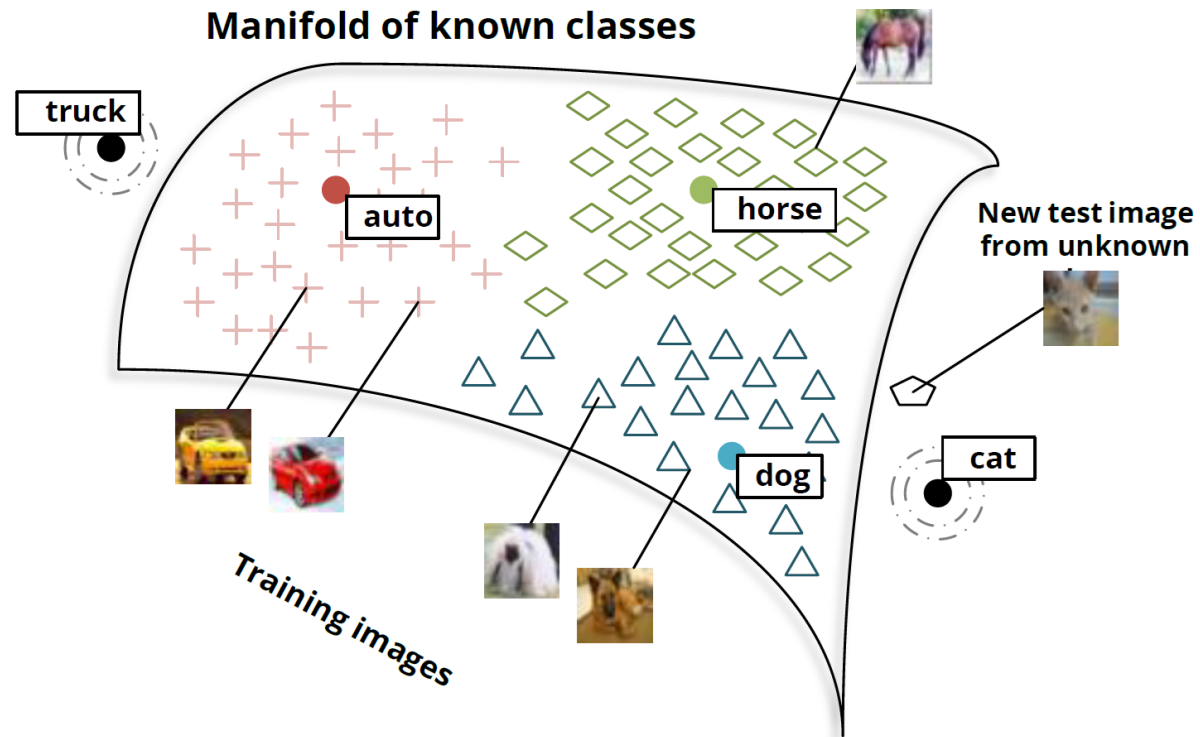 Manifold of known classes
truck
auto
horse
New test image
from unknown
cat
dog
Training images